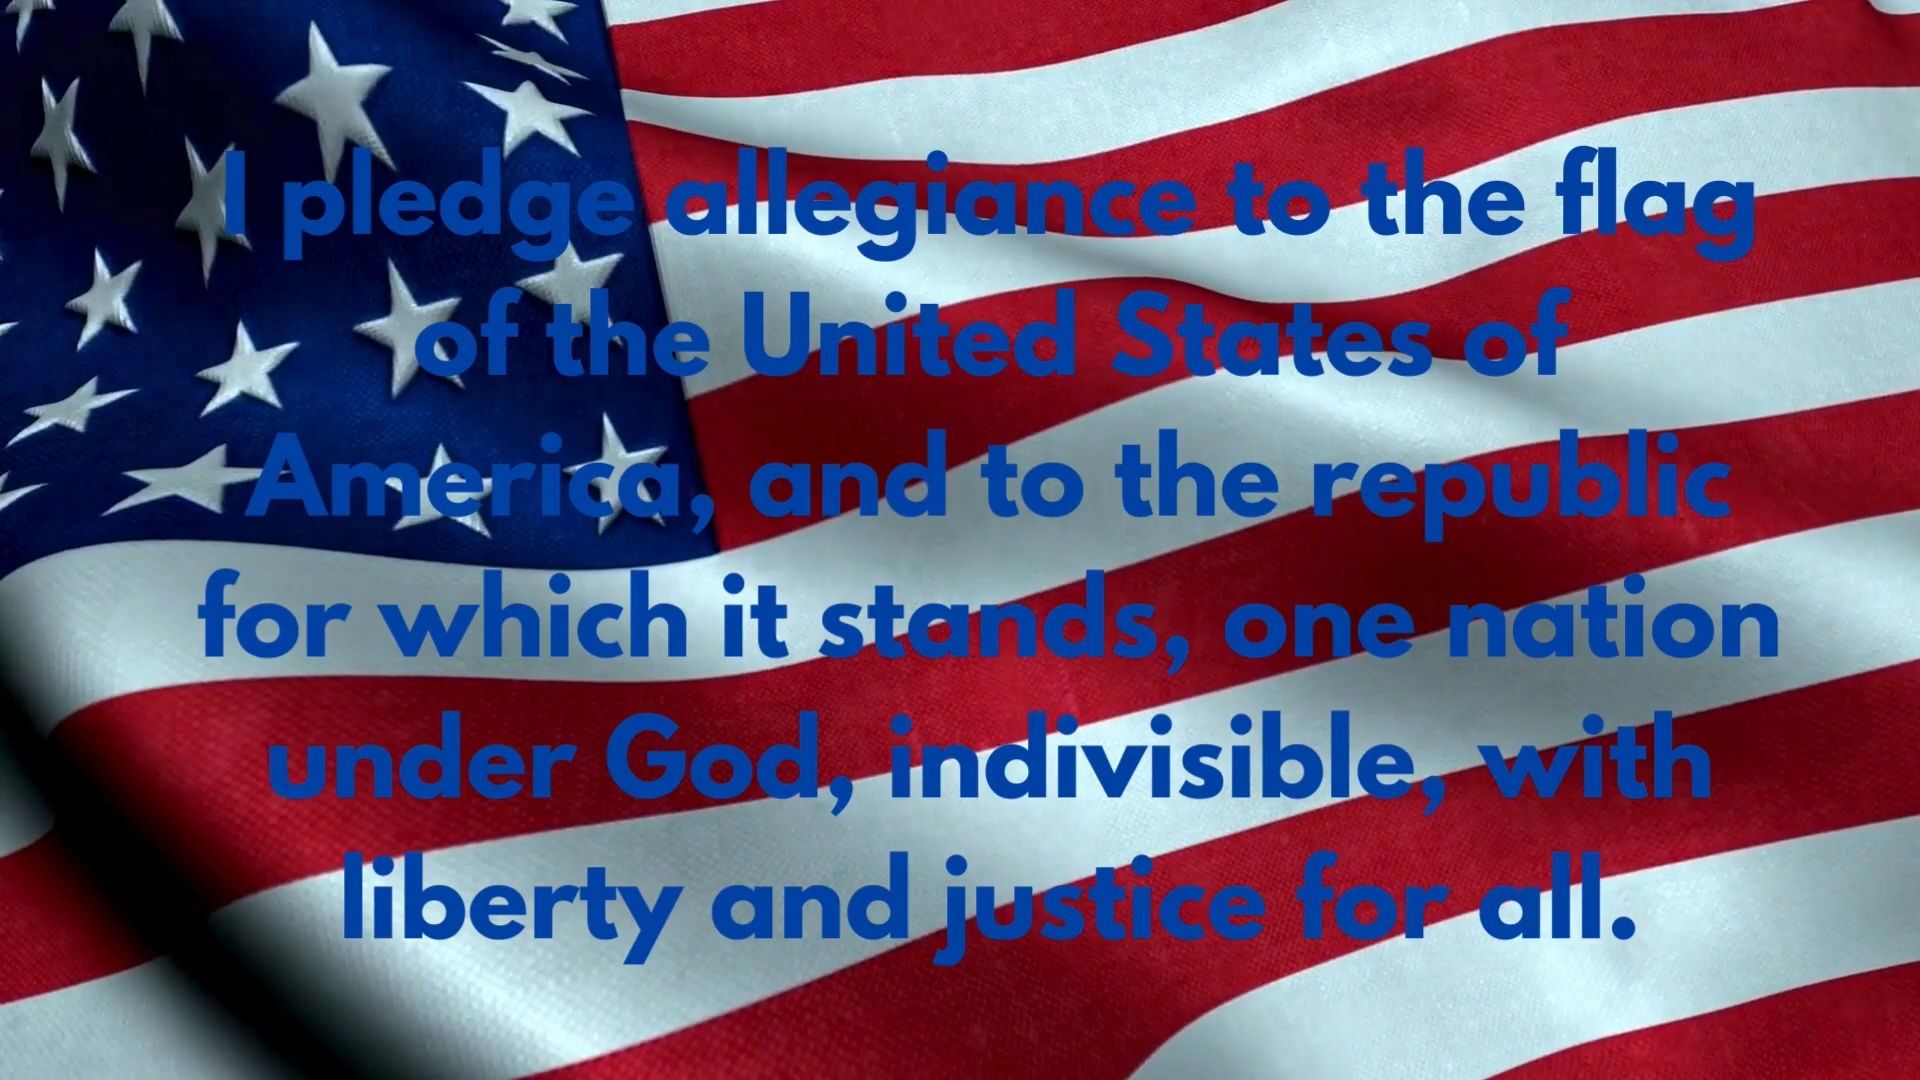 I pledge allegiance to the flag
of the United States of
America, and to the republic
for which it stands, one nation
under God, indivisible, with
liberty and justice for all.